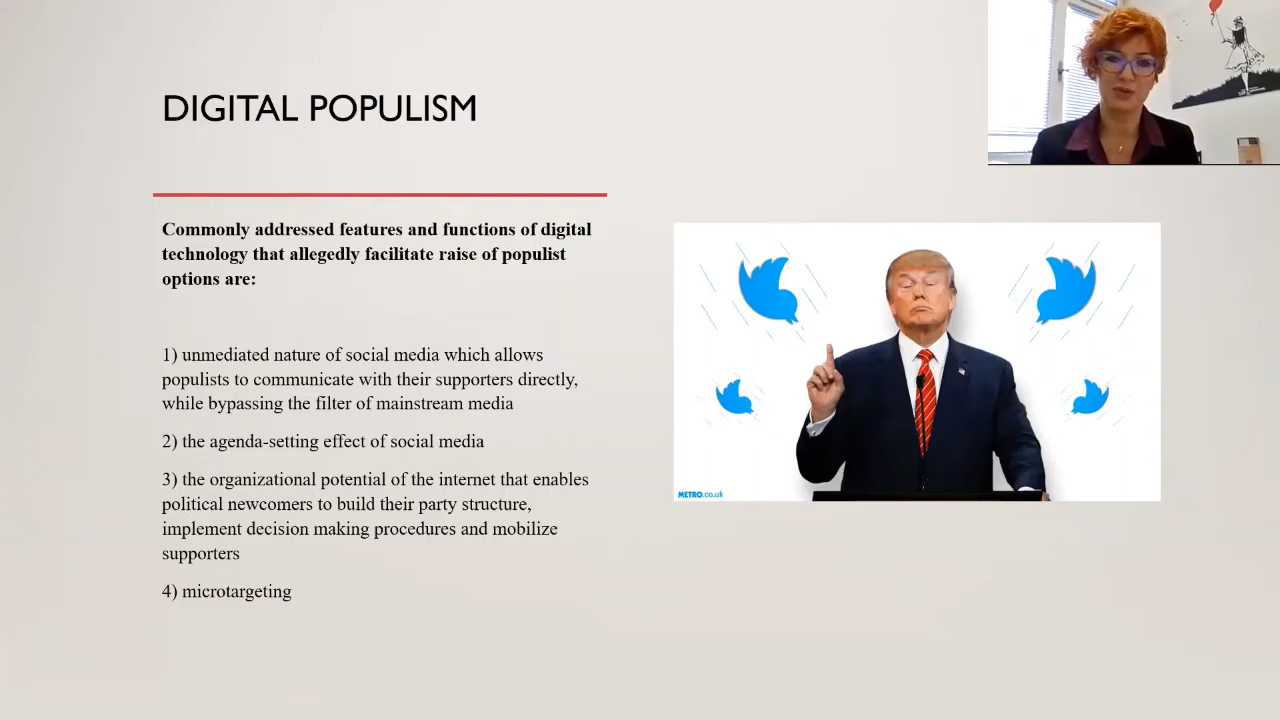 DIGITAL POPULISM
Commonly addressed features and functions of digital
technology that allegedly facilitate raise of populist
options are:
1) unmediated nature of social media which allows
populists to communicate with their supporters directly,
while bypassing the filter of mainstream media
2) the agenda-setting effect of social media
3) the organizational potential of the internet that enables
political newcomers to build their party structure,
implement decision making procedures and mobilize
supporters
4) microtargeting
METRO.co.uk